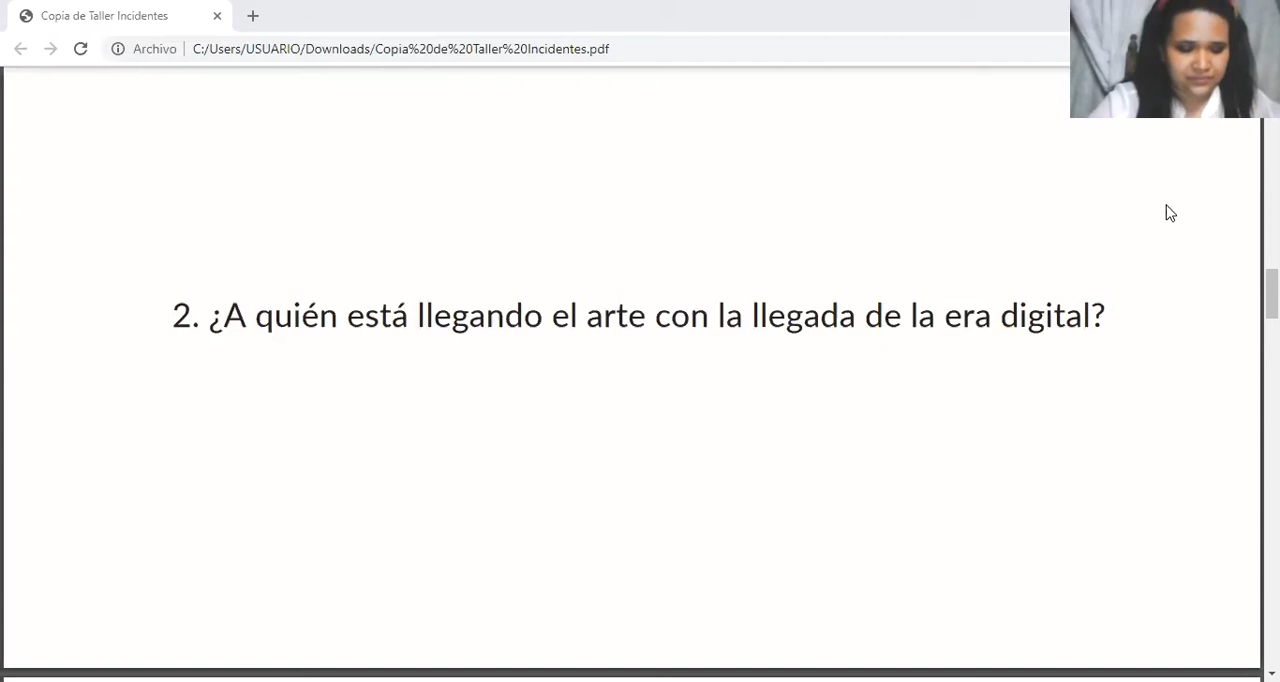 Copia de Taller Incidentes
Archivo
C:/Users/USUARIO/Downloads/Copia%20de%20Taller%20Incidentes.pdf
2. ¿A quién está llegando el arte con la llegada de la era digital?